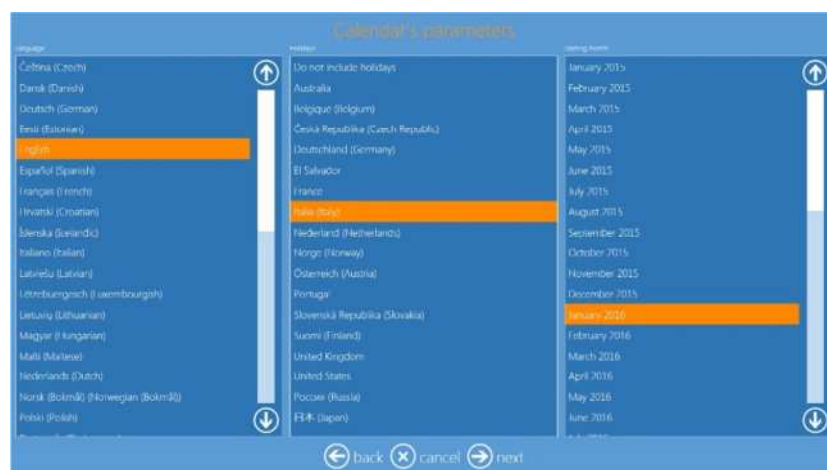 Calendar's parameters
language
holidays
starting month
Čeština (Czech)
Dansk (Danish)
Deutsch (German)
Eesti (Estonian)
English
Español (Spanish)
Français (French)
Hrvatski (Croatian)
Íslenska (Icelandic)
Italiano (Italian)
Latviešu (Latvian)
Lëtzebuergesch (Luxembourgish)
Lietuvių (Lithuanian)
Magyar (Hungarian)
Malti (Maltese)
Nederlands (Dutch)
Norsk (Bokmål) (Norwegian (Bokmål))
Polski (Polish)
Do not include holidays
Australia
Belgique (Belgium)
Česká Republika (Czech Republic)
Deutschland (Germany)
El Salvador
France
Italia (Italy)
Nederland (Netherlands)
Norge (Norway)
Österreich (Austria)
Portugal
Slovenská Republika (Slovakia)
Suomi (Finland)
United Kingdom
United States
Россия (Russia)
日本 (Japan)
January 2015
February 2015
March 2015
April 2015
May 2015
June 2015
July 2015
August 2015
September 2015
October 2015
November 2015
December 2015
January 2016
February 2016
March 2016
April 2016
May 2016
June 2016
back cancel next